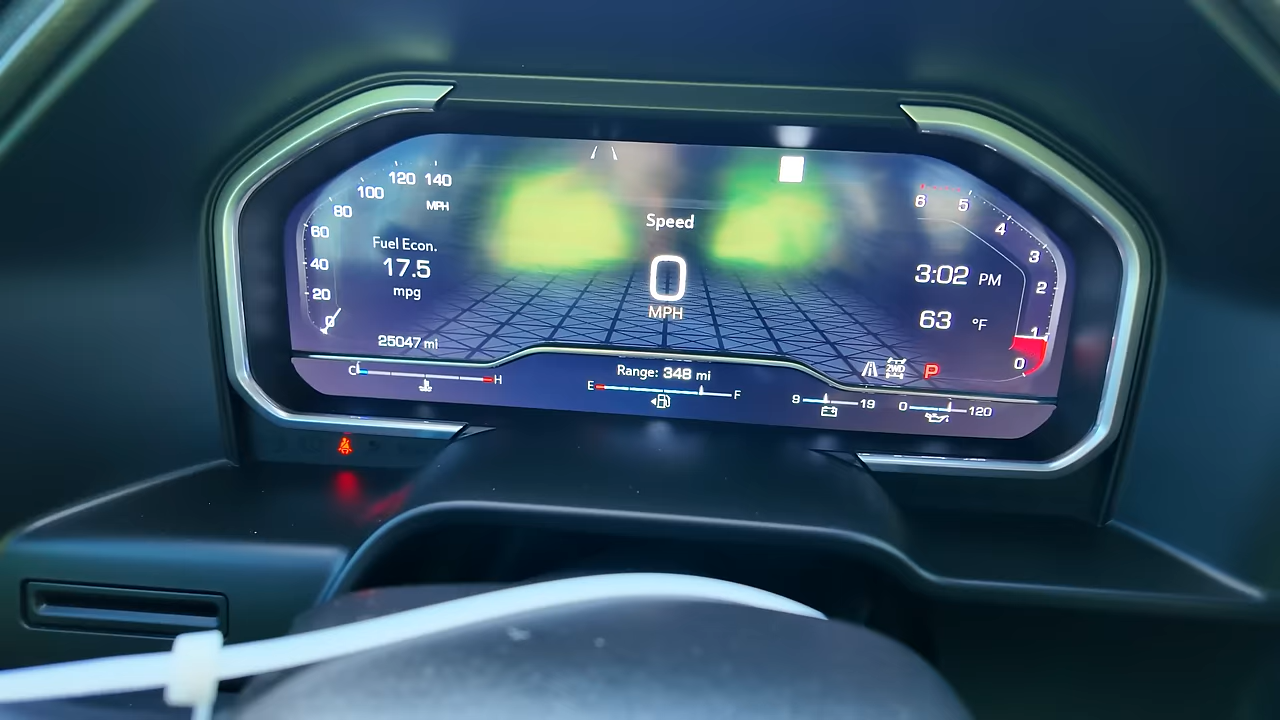 120 140
100
MPH
80
60
40
20
0
Fuel Econ.
17.5
mpg
25047 mi
Speed
0
MPH
6 5
4
3
2
1
0
3:02 PM
63 °F
2WD
P
C H
Range: 348 mi
E F
9 19
0 120